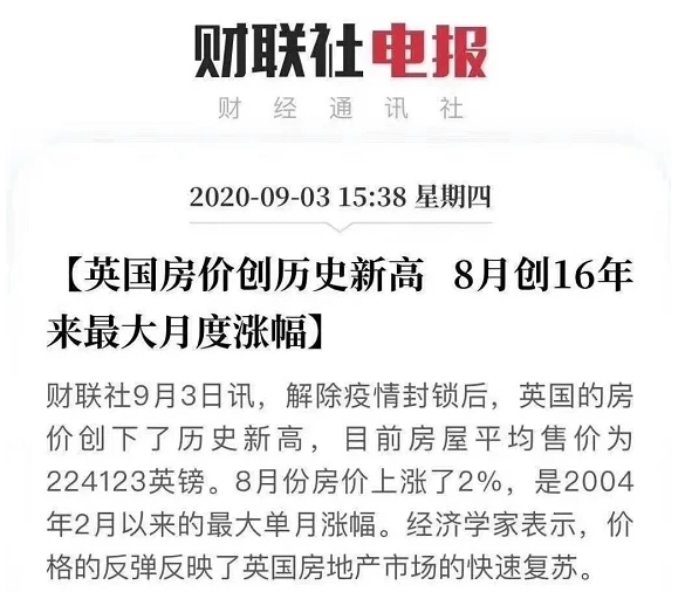 财联社电报
财经通讯社
2020-09-03 15:38 星期四
【英国房价创历史新高 8月创16年
来最大月度涨幅】
财联社9月3日讯，解除疫情封锁后，英国的房
价创下了历史新高，目前房屋平均售价为
224123英镑。8月份房价上涨了2%，是2004
年2月以来的最大单月涨幅。经济学家表示，价
格的反弹反映了英国房地产市场的快速复苏。